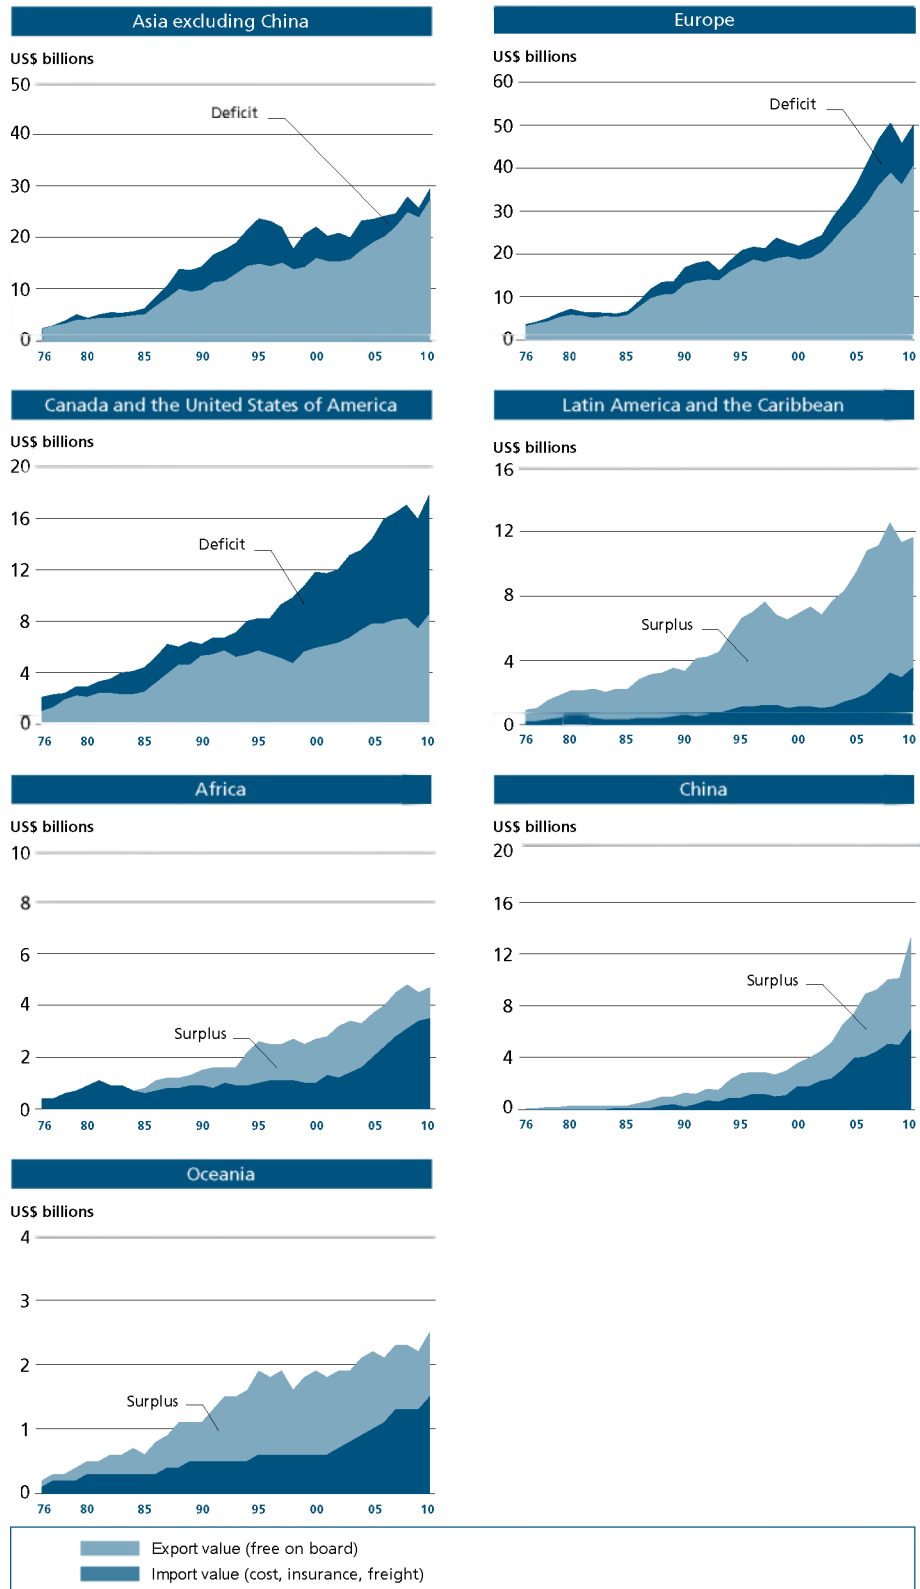 Asia excluding China
US$ billions
50
40
30
20
10
0
Deficit
76 80 85 90 95 00 05 10
Europe
US$ billions
60
50
40
30
20
10
0
Deficit
76 80 85 90 95 00 05 10
Canada and the United States of America
US$ billions
20
16
12
8
4
0
Deficit
76 80 85 90 95 00 05 10
Latin America and the Caribbean
US$ billions
16
12
8
4
0
Surplus
76 80 85 90 95 00 05 10
Africa
US$ billions
10
8
6
4
2
0
Surplus
76 80 85 90 95 00 05 10
China
US$ billions
20
16
12
8
4
0
Surplus
76 80 85 90 95 00 05 10
Oceania
US$ billions
4
3
2
1
0
Surplus
76 80 85 90 95 00 05 10
Export value (free on board)
Import value (cost, insurance, freight)